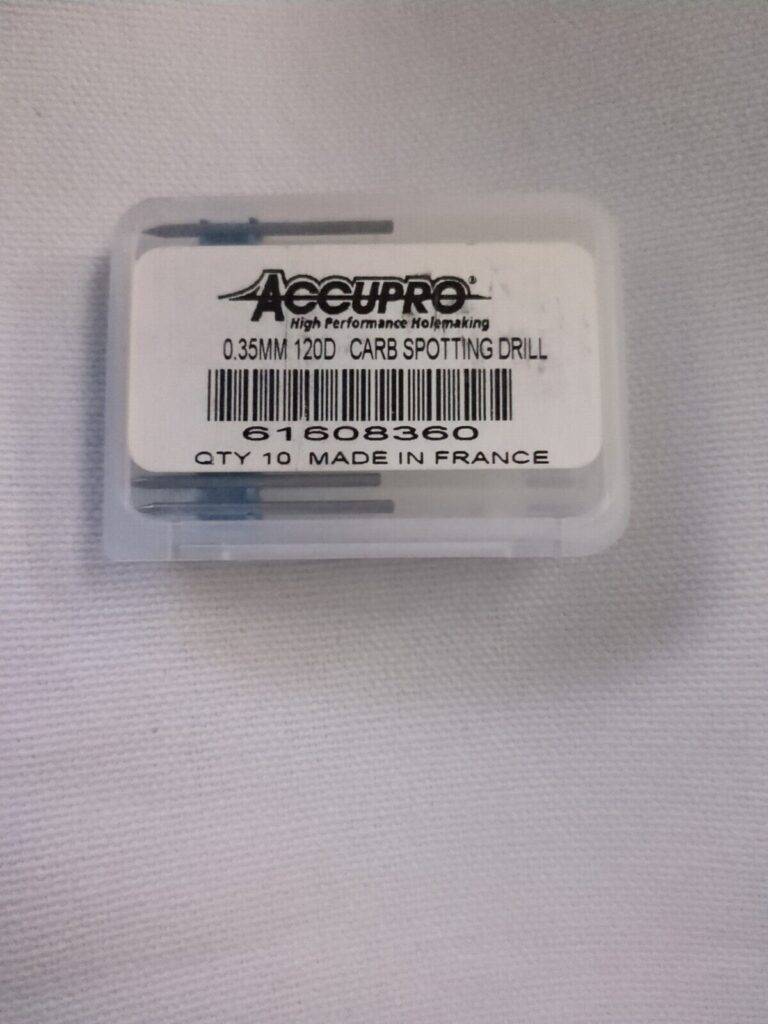 ACCUPRO®
High Performance Holemaking
0.35MM 120D CARB SPOTTING DRILL
61608360
QTY 10 MADE IN FRANCE